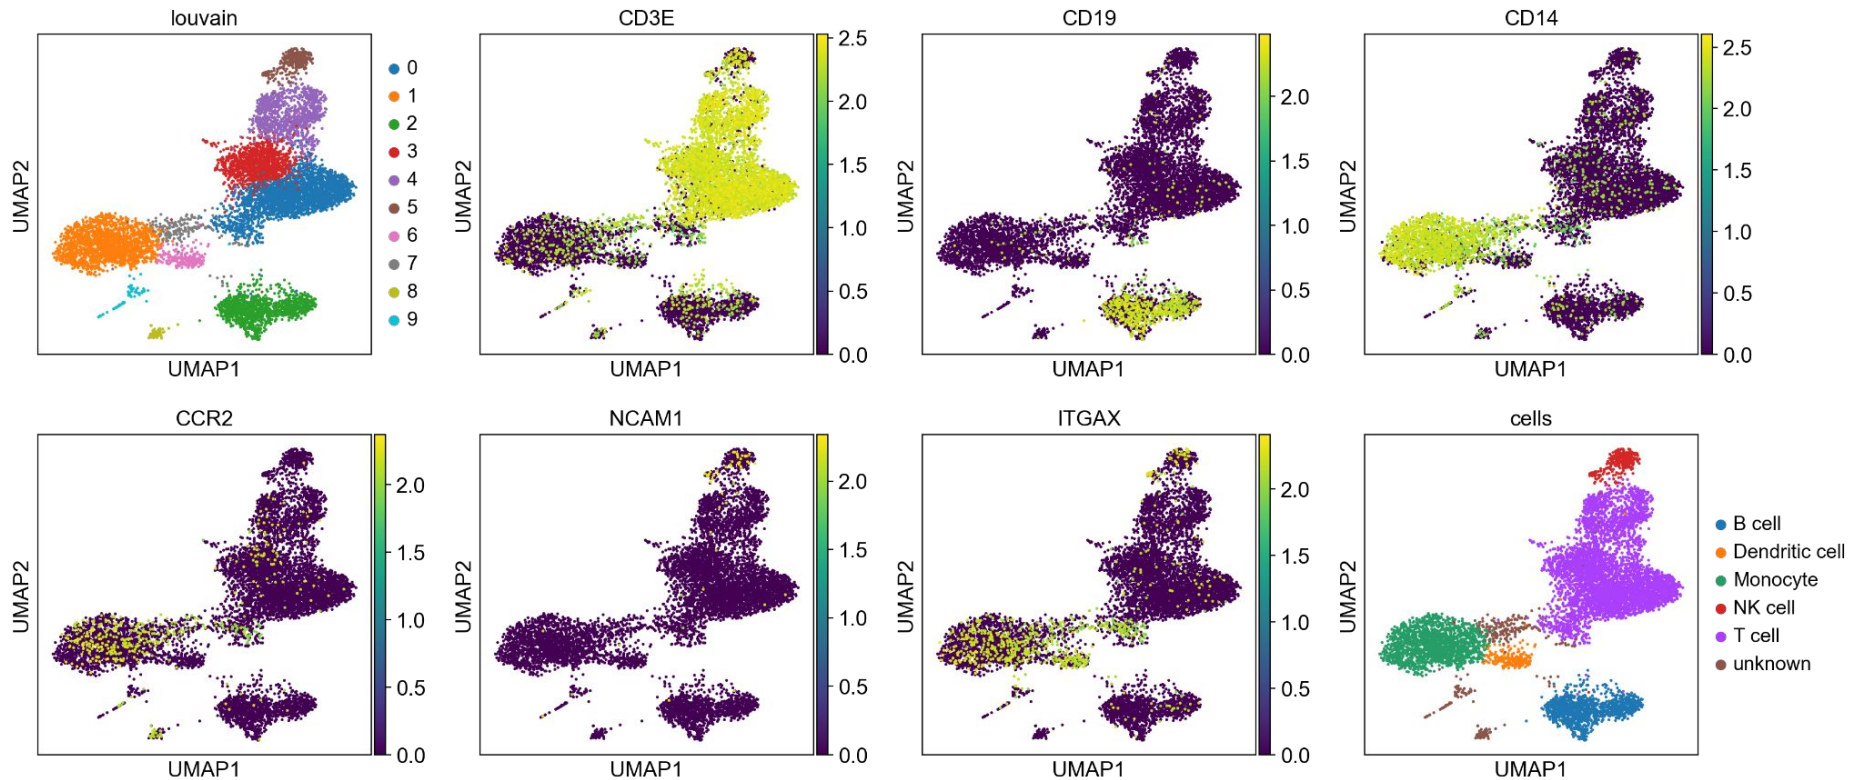 louvain
CD3E
CD19
CD14
UMAP2
UMAP1
0
1
2
3
4
5
6
7
8
9
UMAP2
UMAP1
2.5
2.0
1.5
1.0
0.5
0.0
UMAP2
UMAP1
2.0
1.5
1.0
0.5
0.0
UMAP2
UMAP1
2.5
2.0
1.5
1.0
0.5
0.0
CCR2
NCAM1
ITGAX
cells
UMAP2
UMAP1
2.0
1.5
1.0
0.5
0.0
UMAP2
UMAP1
2.0
1.5
1.0
0.5
0.0
UMAP2
UMAP1
2.0
1.5
1.0
0.5
0.0
UMAP2
UMAP1
B cell
Dendritic cell
Monocyte
NK cell
T cell
unknown